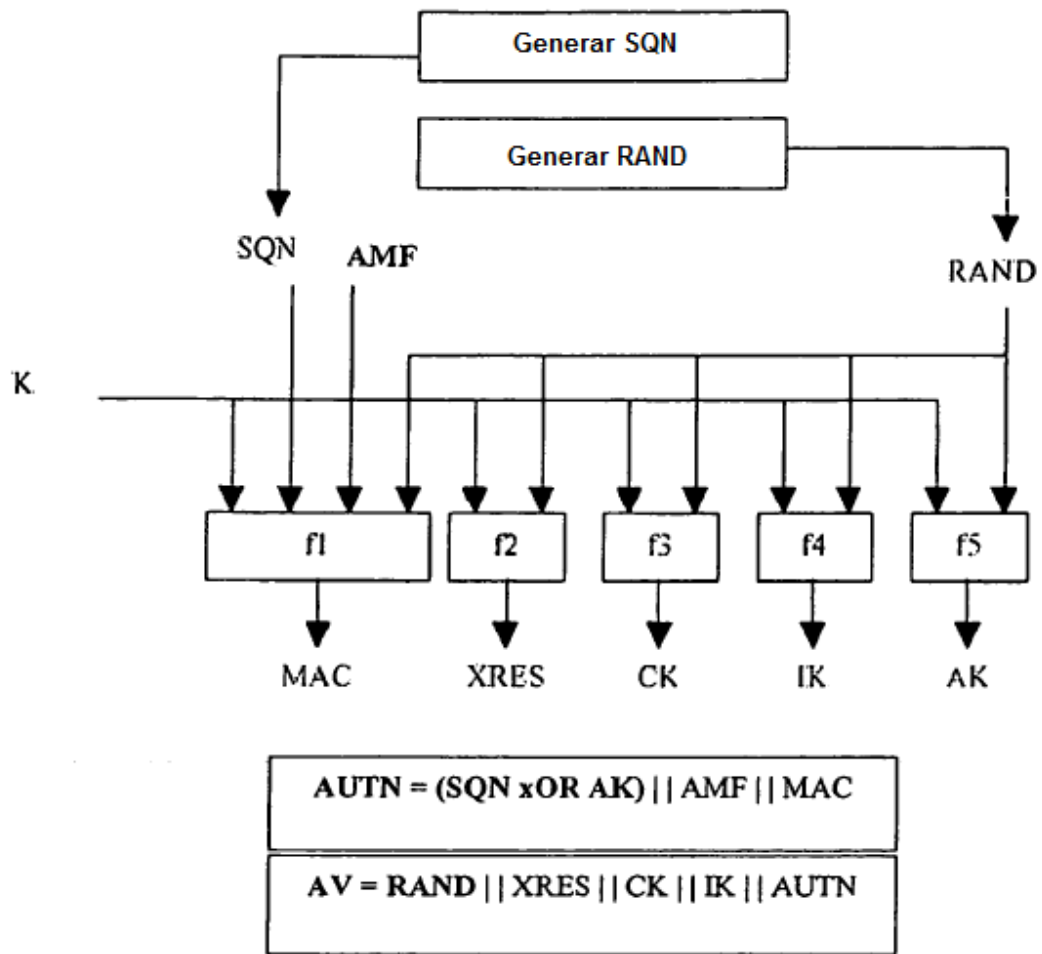 Generar SQN
Generar RAND
SQN
AMF
RAND
K
f1
f2
f3
f4
f5
MAC
XRES
CK
IK
AK
AUTN = (SQN xOR AK) || AMF || MAC
AV = RAND || XRES || CK || IK || AUTN